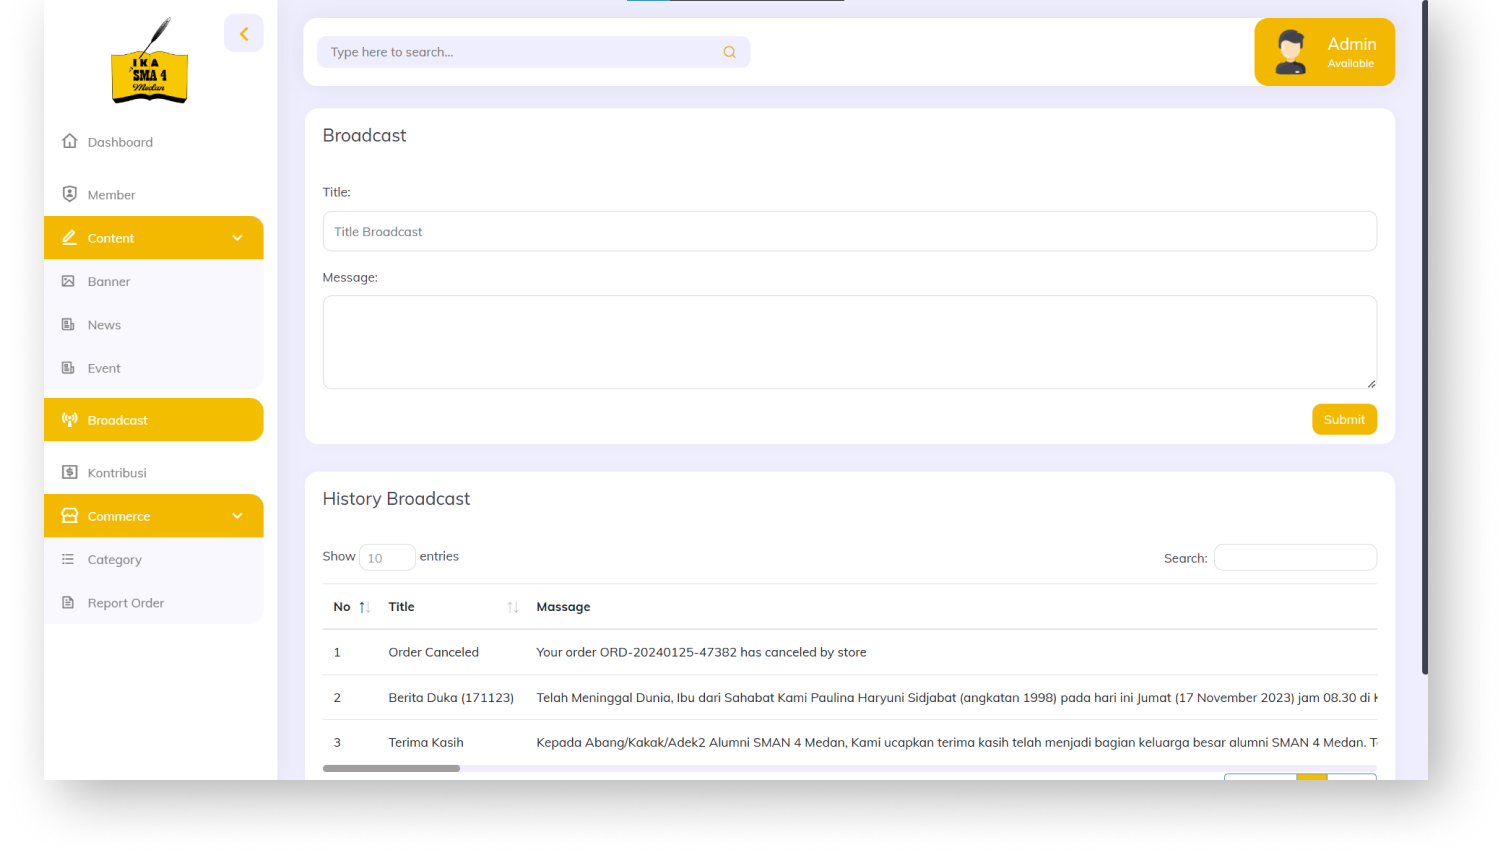 IKA
SMA 4
Medan
Type here to search...
Admin
Available
Dashboard
Member
Content
Banner
News
Event
Broadcast
Kontribusi
Commerce
Category
Report Order
Broadcast
Title:
Title Broadcast
Message:
Submit
History Broadcast
Show 10 entries
Search:
No Title Massage
1 Order Canceled Your order ORD-20240125-47382 has canceled by store
2 Berita Duka (171123) Telah Meninggal Dunia, Ibu dari Sahabat Kami Paulina Haryuni Sidjabat (angkatan 1998) pada hari ini Jumat (17 November 2023) jam 08.30 di
3 Terima Kasih Kepada Abang/Kakak/Adek2 Alumni SMAN 4 Medan, Kami ucapkan terima kasih telah menjadi bagian keluarga besar alumni SMAN 4 Medan.